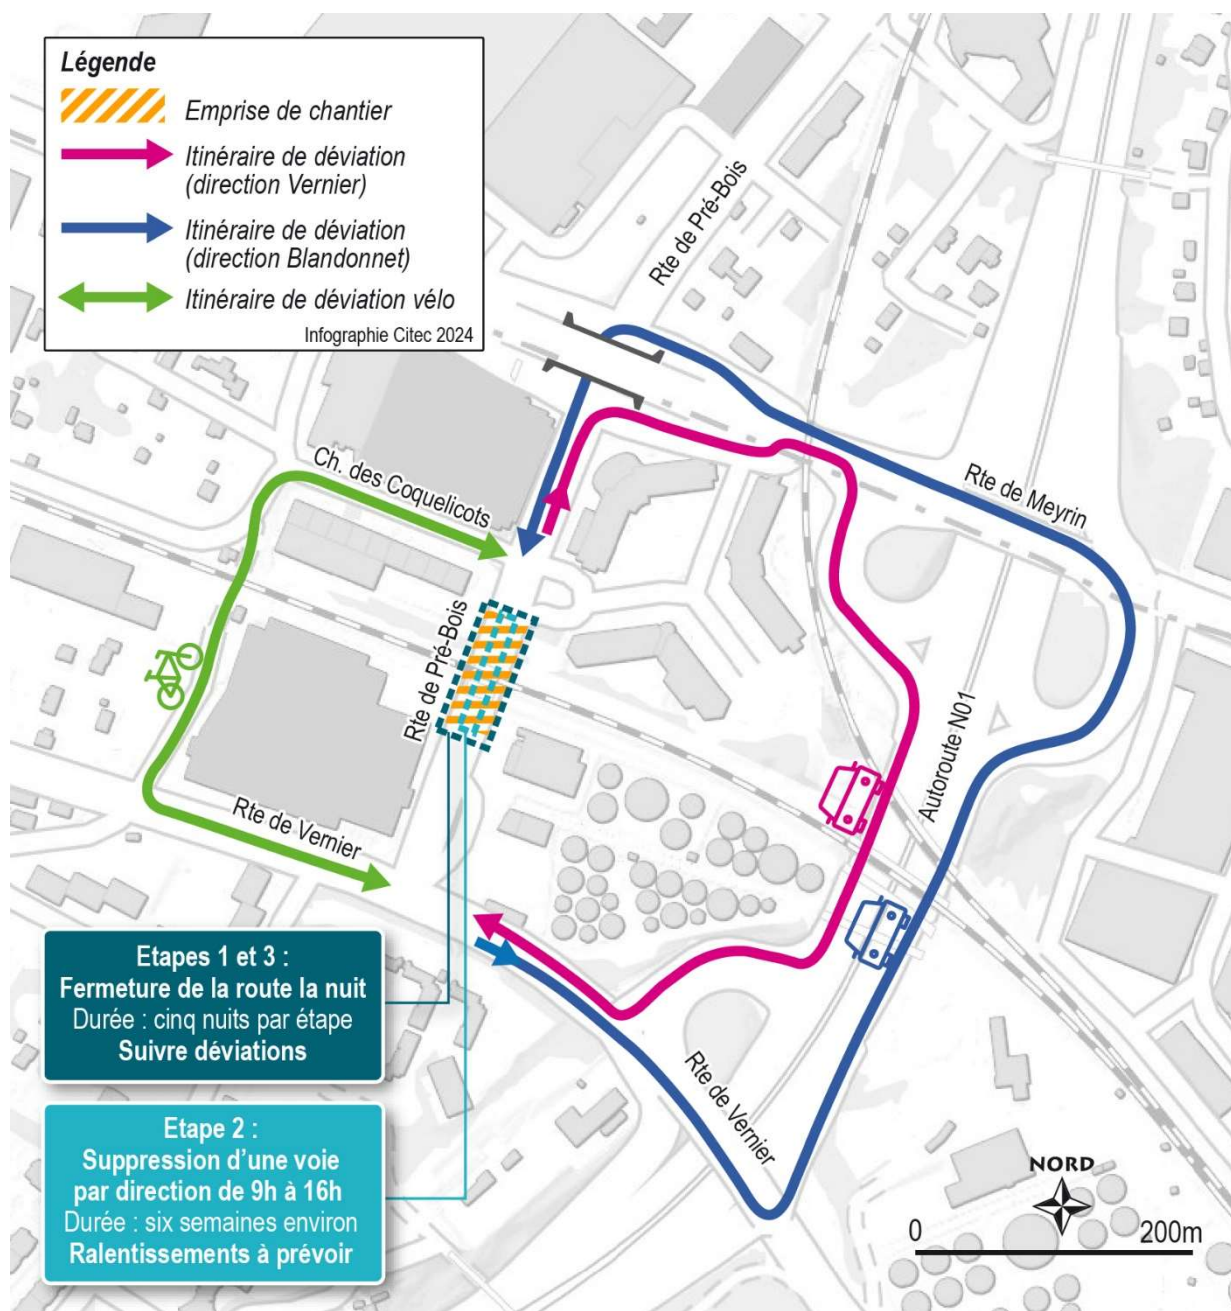 Légende
Emprise de chantier
Itinéraire de déviation
(direction Vernier)
Itinéraire de déviation
(direction Blandonnet)
Itinéraire de déviation vélo
Infographie Citec 2024
Rte de Pré-Bois
Rte de Meyrin
Ch. des Coquelicots
Rte de Pré-Bois
Autoroute N01
Rte de Vernier
Rte de Vernier
Etapes 1 et 3 :
Fermeture de la route la nuit
Durée : cinq nuits par étape
Suivre déviations
Etape 2 :
Suppression d'une voie
par direction de 9h à 16h
Durée : six semaines environ
Ralentissements à prévoir
NORD
0 200m